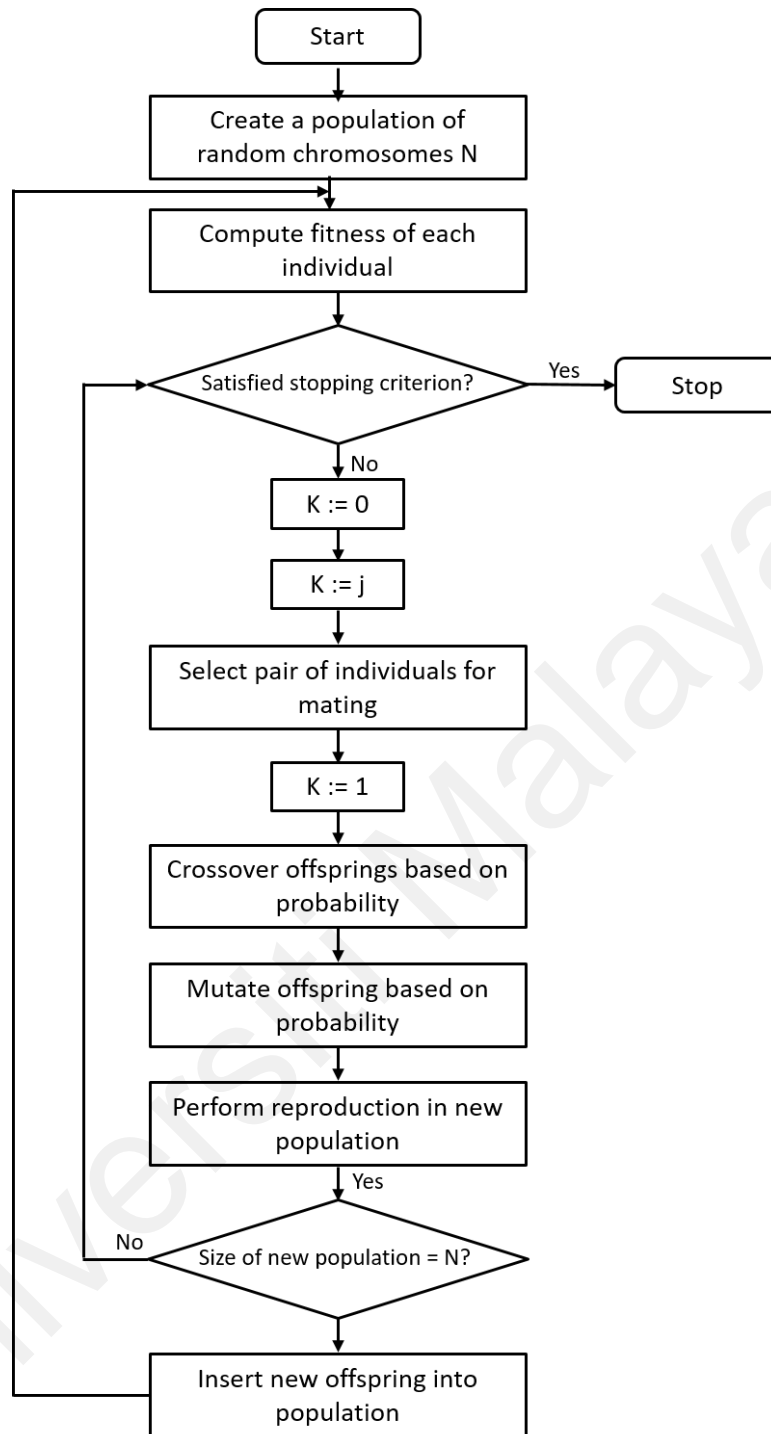 Start
Create a population of
random chromosomes N
Compute fitness of each
individual
Satisfied stopping criterion?
Yes
Stop
No
K := 0
K := j
Select pair of individuals for
mating
K := 1
Crossover offsprings based on
probability
Mutate offspring based on
probability
Perform reproduction in new
population
Yes
No
Size of new population = N?
Insert new offspring into
population
Universiti Malaya